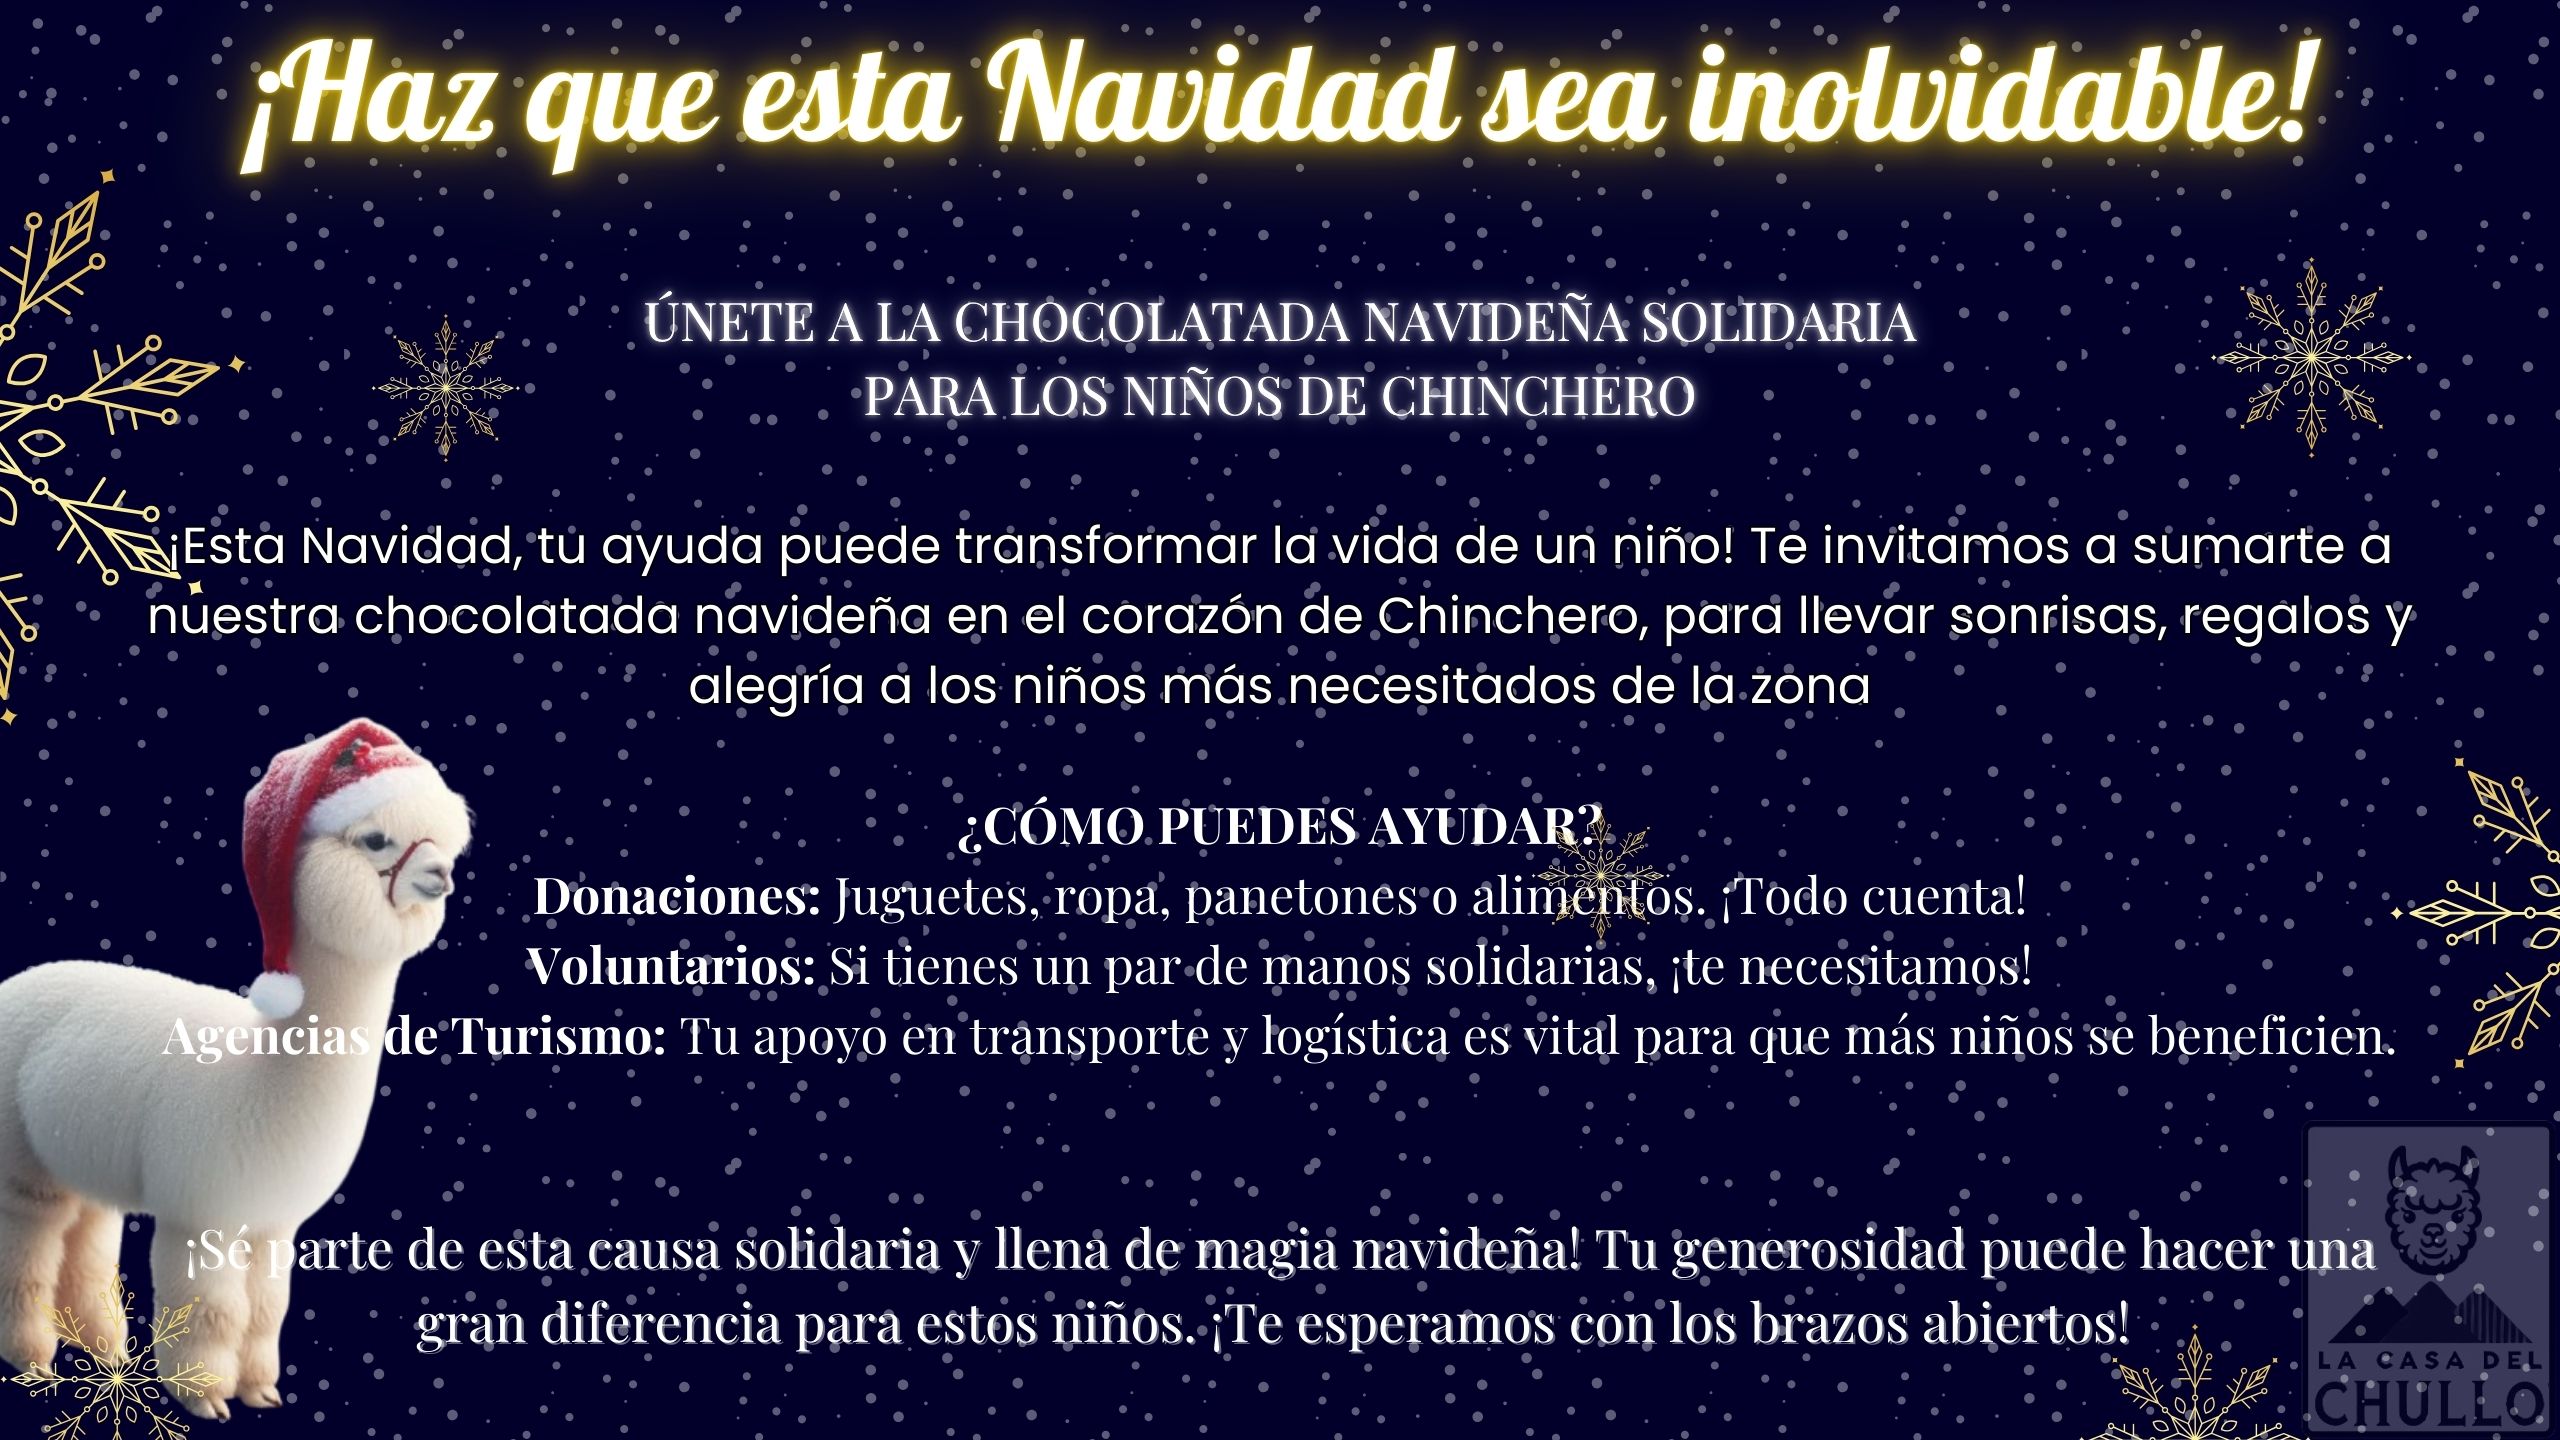 ¡Haz que esta Navidad sea inolvidable!
ÚNETE A LA CHOCOLATADA NAVIDEÑA SOLIDARIA
PARA LOS NIÑOS DE CHINCHERO
¡Esta Navidad, tu ayuda puede transformar la vida de un niño! Te invitamos a sumarte a
nuestra chocolatada navideña en el corazón de Chinchero, para llevar sonrisas, regalos y
alegría a los niños más necesitados de la zona
¿CÓMO PUEDES AYUDAR?
Donaciones: Juguetes, ropa, panetones o alimentos. ¡Todo cuenta!
Voluntarios: Si tienes un par de manos solidarias, ¡te necesitamos!
Agencias de Turismo: Tu apoyo en transporte y logística es vital para que más niños se beneficien.
¡Sé parte de esta causa solidaria y llena de magia navideña! Tu generosidad puede hacer una
gran diferencia para estos niños. ¡Te esperamos con los brazos abiertos!
LA CASA DEL
CHULLO